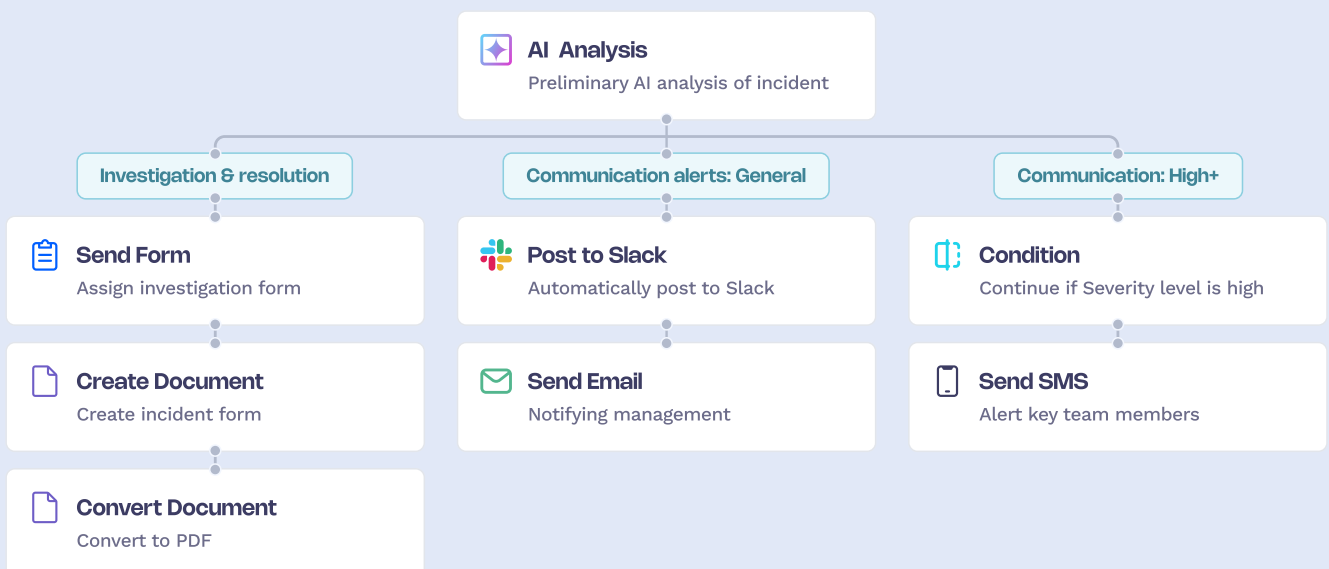 AI Analysis
Preliminary AI analysis of incident
Investigation & resolution
Communication alerts: General
Communication: High+
Send Form
Assign investigation form
Post to Slack
Automatically post to Slack
Condition
Continue if Severity level is high
Create Document
Create incident form
Send Email
Notifying management
Send SMS
Alert key team members
Convert Document
Convert to PDF